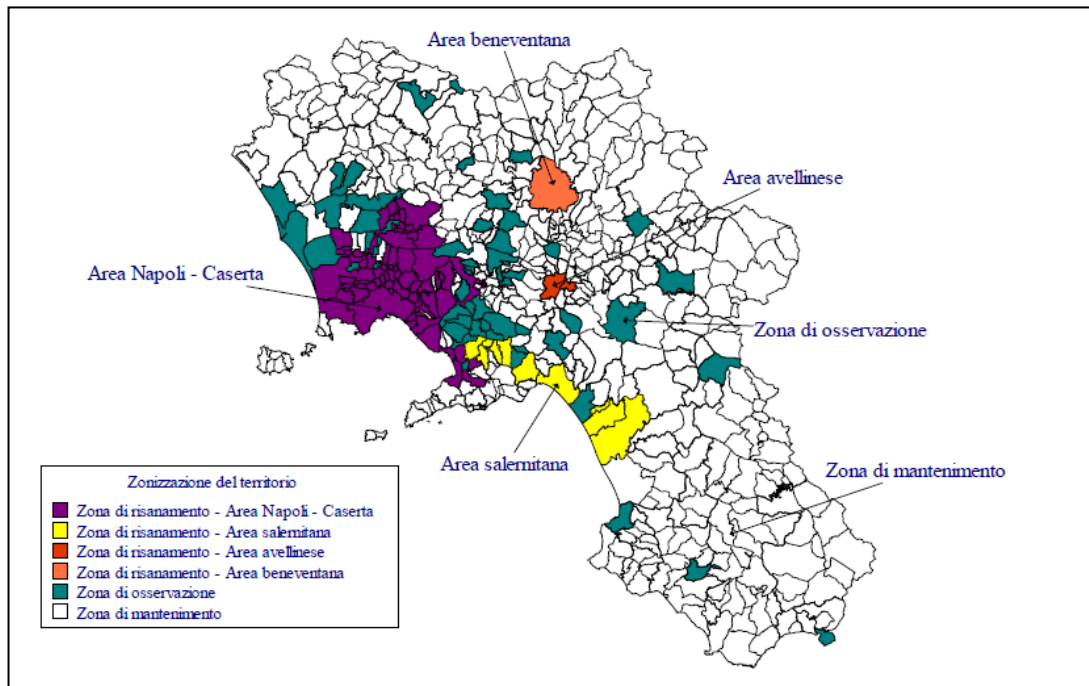 Area beneventana
Area avellinese
Area Napoli - Caserta
Zona di osservazione
Area salernitana
Zona di mantenimento
Zonizzazione del territorio
Zona di risanamento - Area Napoli - Caserta
Zona di risanamento - Area salernitana
Zona di risanamento - Area avellinese
Zona di risanamento - Area beneventana
Zona di osservazione
Zona di mantenimento